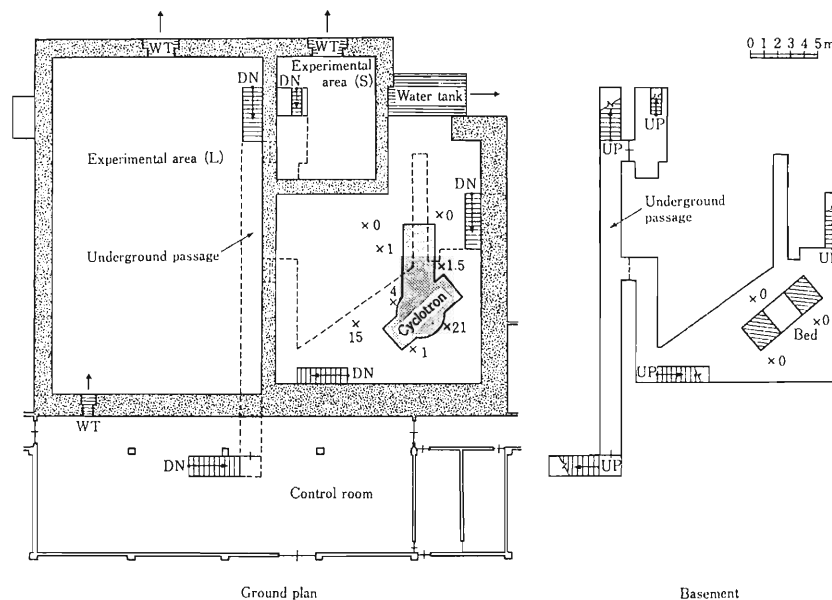 WT
WT
0 1 2 3 4 5m
DN
DN
Experimental
area (S)
Water tank
UP
UP
Experimental area (L)
DN
Underground
passage
Underground passage
×0
×0
×1
×1.5
UP
4
×
Cyclotron
×0
×
15
×21
×0
Bed
×1
×0
DN
UP
WT
DN
UP
Control room
Ground plan
Basement